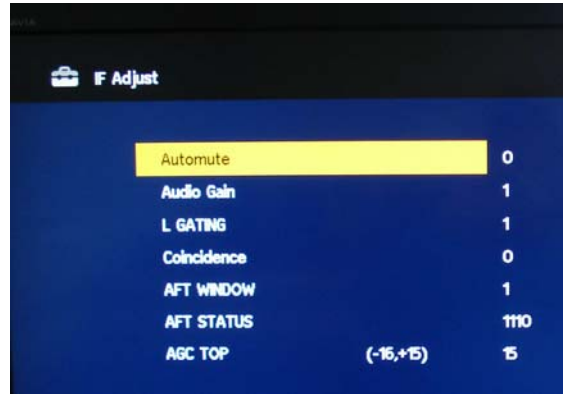 IF Adjust
Automute 0
Audio Gain 1
L GATING 1
Coincidence 0
AFT WINDOW 1
AFT STATUS 1110
AGC TOP (-16,+15) 15